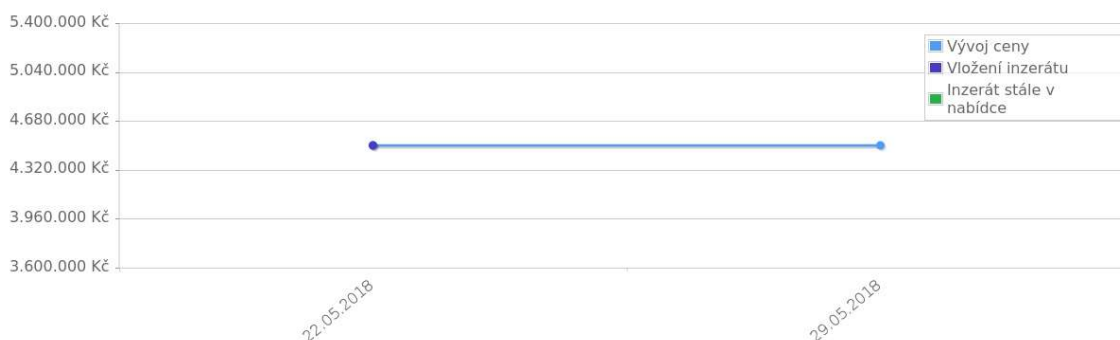 5.400.000 Kč
5.040.000 Kč
4.680.000 Kč
4.320.000 Kč
3.960.000 Kč
3.600.000 Kč
Vývoj ceny
Vložení inzerátu
Inzerát stále v
nabídce
22.05.2018
29.05.2018